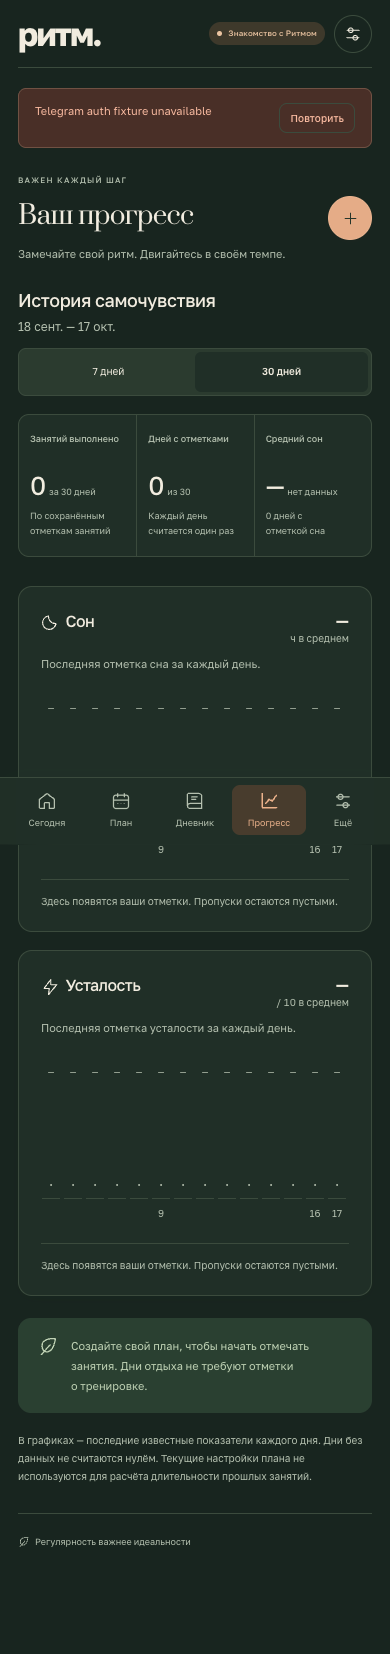 ритм.
Знакомство с Ритмом
Telegram auth fixture unavailable
Повторить
ВАЖЕН КАЖДЫЙ ШАГ
Ваш прогресс
Замечайте свой ритм. Двигайтесь в своём темпе.
История самочувствия
18 сент. — 17 окт.
7 дней
30 дней
Занятий выполнено
0 за 30 дней
По сохранённым
отметкам занятий
Дней с отметками
0 из 30
Каждый день
считается один раз
Средний сон
— нет данных
0 дней с
отметкой сна
Сон
—
ч в среднем
Последняя отметка сна за каждый день.
– – – – – – – – – – – – – –
Сегодня
План
Дневник
Прогресс
Ещё
9 16 17
Здесь появятся ваши отметки. Пропуски остаются пустыми.
Усталость
—
/ 10 в среднем
Последняя отметка усталости за каждый день.
– – – – – – – – – – – – – –
· · · · · · · · · · · · · ·
9 16 17
Здесь появятся ваши отметки. Пропуски остаются пустыми.
Создайте свой план, чтобы начать отмечать
занятия. Дни отдыха не требуют отметки
о тренировке.
В графиках — последние известные показатели каждого дня. Дни без
данных не считаются нулём. Текущие настройки плана не
используются для расчёта длительности прошлых занятий.
Регулярность важнее идеальности